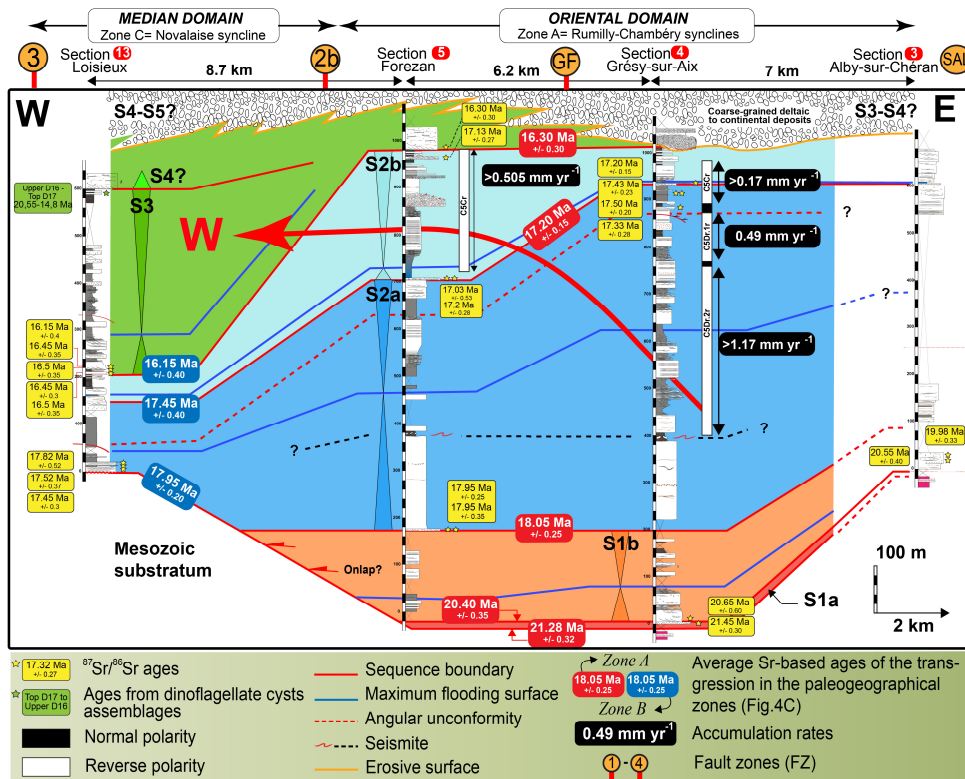 MEDIAN DOMAIN
Zone C= Novalaise syncline
ORIENTAL DOMAIN
Zone A= Rumilly-Chambéry synclines
3
Section 13
Loisieux
2b
Section 5
Forezan
GF
Section 4
Grésy-sur-Aix
Section 3
Alby-sur-Chéran
SAL
8.7 km
6.2 km
7 km
W
S4-S5?
Coarse-grained deltaic
to continental deposits
S3-S4?
E
16.30 Ma
+/- 0.30
17.13 Ma
+/- 0.27
16.30 Ma
+/- 0.30
S2b
>0.505 mm yr-1
C5Cr
17.20 Ma
+/- 0.15
17.43 Ma
+/- 0.23
17.50 Ma
+/- 0.20
17.33 Ma
+/- 0.28
C5Cr
>0.17 mm yr-1
C5Dr.1r
0.49 mm yr-1
C5Dr.2r
>1.17 mm yr-1
?
?
Upper D16 -
Top D17
20,55-14,8 Ma
S4?
S3
W
17.20 Ma
+/- 0.15
S2a
17.03 Ma
+/- 0.53
17.2 Ma
+/- 0.28
16.15 Ma
+/- 0.4
16.45 Ma
+/- 0.35
16.5 Ma
+/- 0.35
16.45 Ma
+/- 0.3
16.5 Ma
+/- 0.35
16.15 Ma
+/- 0.40
17.45 Ma
+/- 0.40
?
?
17.82 Ma
+/- 0.52
17.52 Ma
+/- 0.37
17.45 Ma
+/- 0.3
17.95 Ma
+/- 0.20
17.95 Ma
+/- 0.25
17.95 Ma
+/- 0.35
18.05 Ma
+/- 0.25
19.98 Ma
+/- 0.33
20.55 Ma
+/- 0.40
Mesozoic
substratum
Onlap?
S1b
20.40 Ma
+/- 0.35
21.28 Ma
+/- 0.32
20.65 Ma
+/- 0.60
21.45 Ma
+/- 0.30
S1a
100 m
2 km
17.32 Ma
+/- 0.27
87Sr/86Sr ages
Top D17 to
Upper D16
Ages from dinoflagellate cysts
assemblages
Normal polarity
Reverse polarity
Sequence boundary
Maximum flooding surface
Angular unconformity
Seismite
Erosive surface
Zone A
18.05 Ma
+/- 0.25
18.05 Ma
+/- 0.25
Zone B
Average Sr-based ages of the trans-
gression in the paleogeographical
zones (Fig.4C)
0.49 mm yr-1
Accumulation rates
1 - 4
Fault zones (FZ)